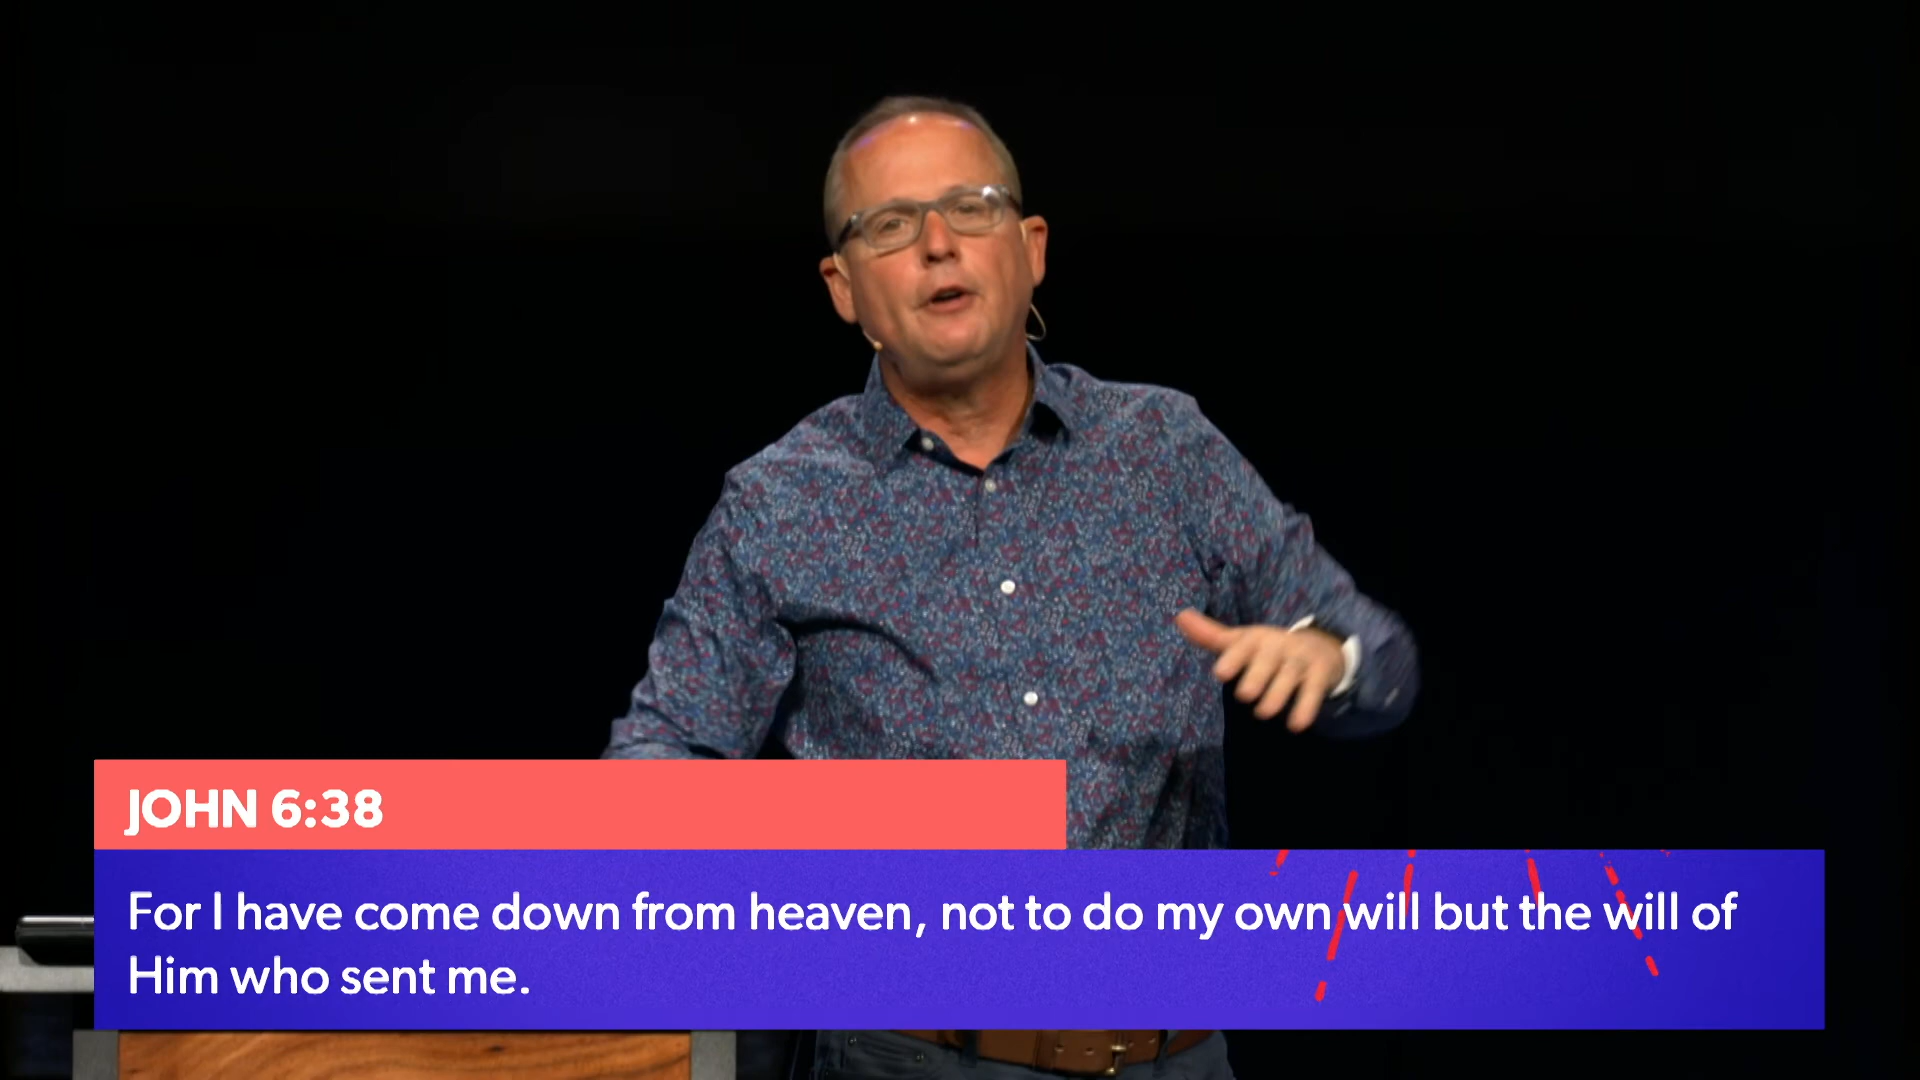 JOHN 6:38
For I have come down from heaven, not to do my own will but the will of
Him who sent me.